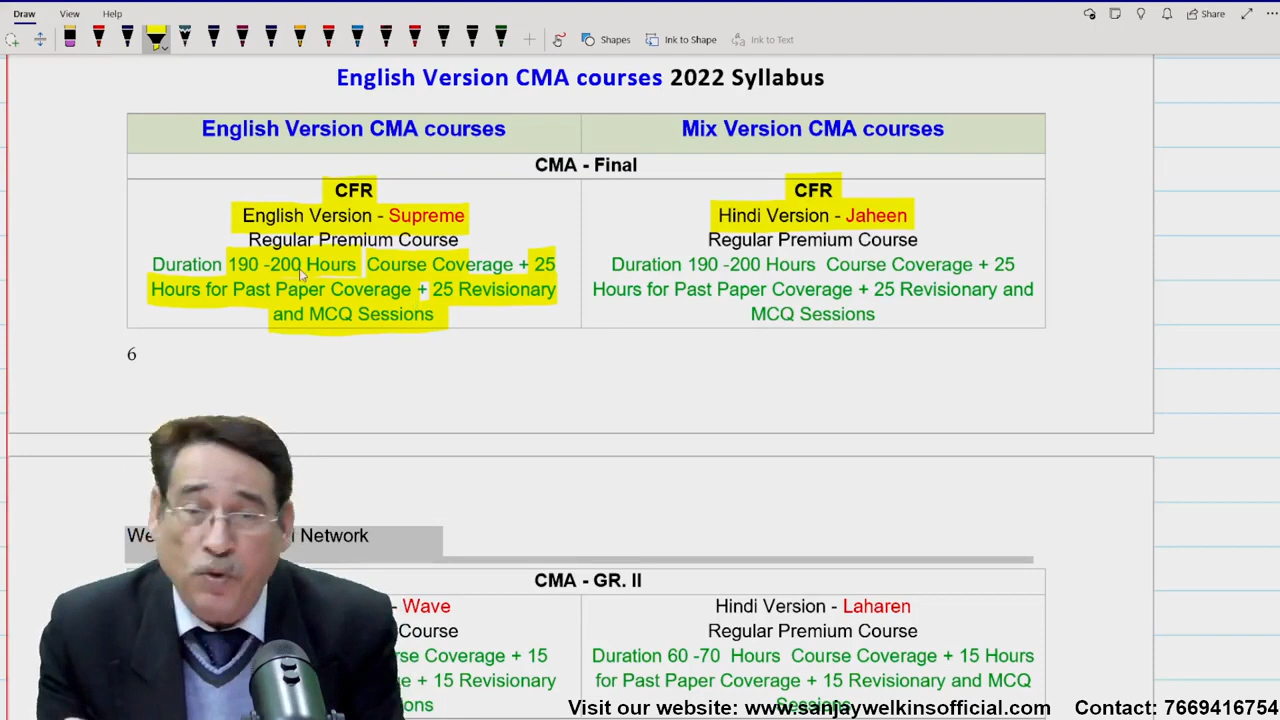 Draw View Help
Share
Shapes Ink to Shape Ink to Text
English Version CMA courses 2022 Syllabus
English Version CMA courses Mix Version CMA courses
CMA - Final
CFR
English Version - Supreme
Regular Premium Course
Duration 190 -200 Hours Course Coverage + 25
Hours for Past Paper Coverage + 25 Revisionary
and MCQ Sessions
CFR
Hindi Version - Jaheen
Regular Premium Course
Duration 190 -200 Hours Course Coverage + 25
Hours for Past Paper Coverage + 25 Revisionary and
MCQ Sessions
6
Network
CMA - GR. II
- Wave
Course
Coverage + 15
+ 15 Revisionary
Hindi Version - Laharen
Regular Premium Course
Duration 60 -70 Hours Course Coverage + 15 Hours
for Past Paper Coverage + 15 Revisionary and MCQ
Sessions
Visit our website: www.sanjaywelkinsofficial.com Contact: 7669416754